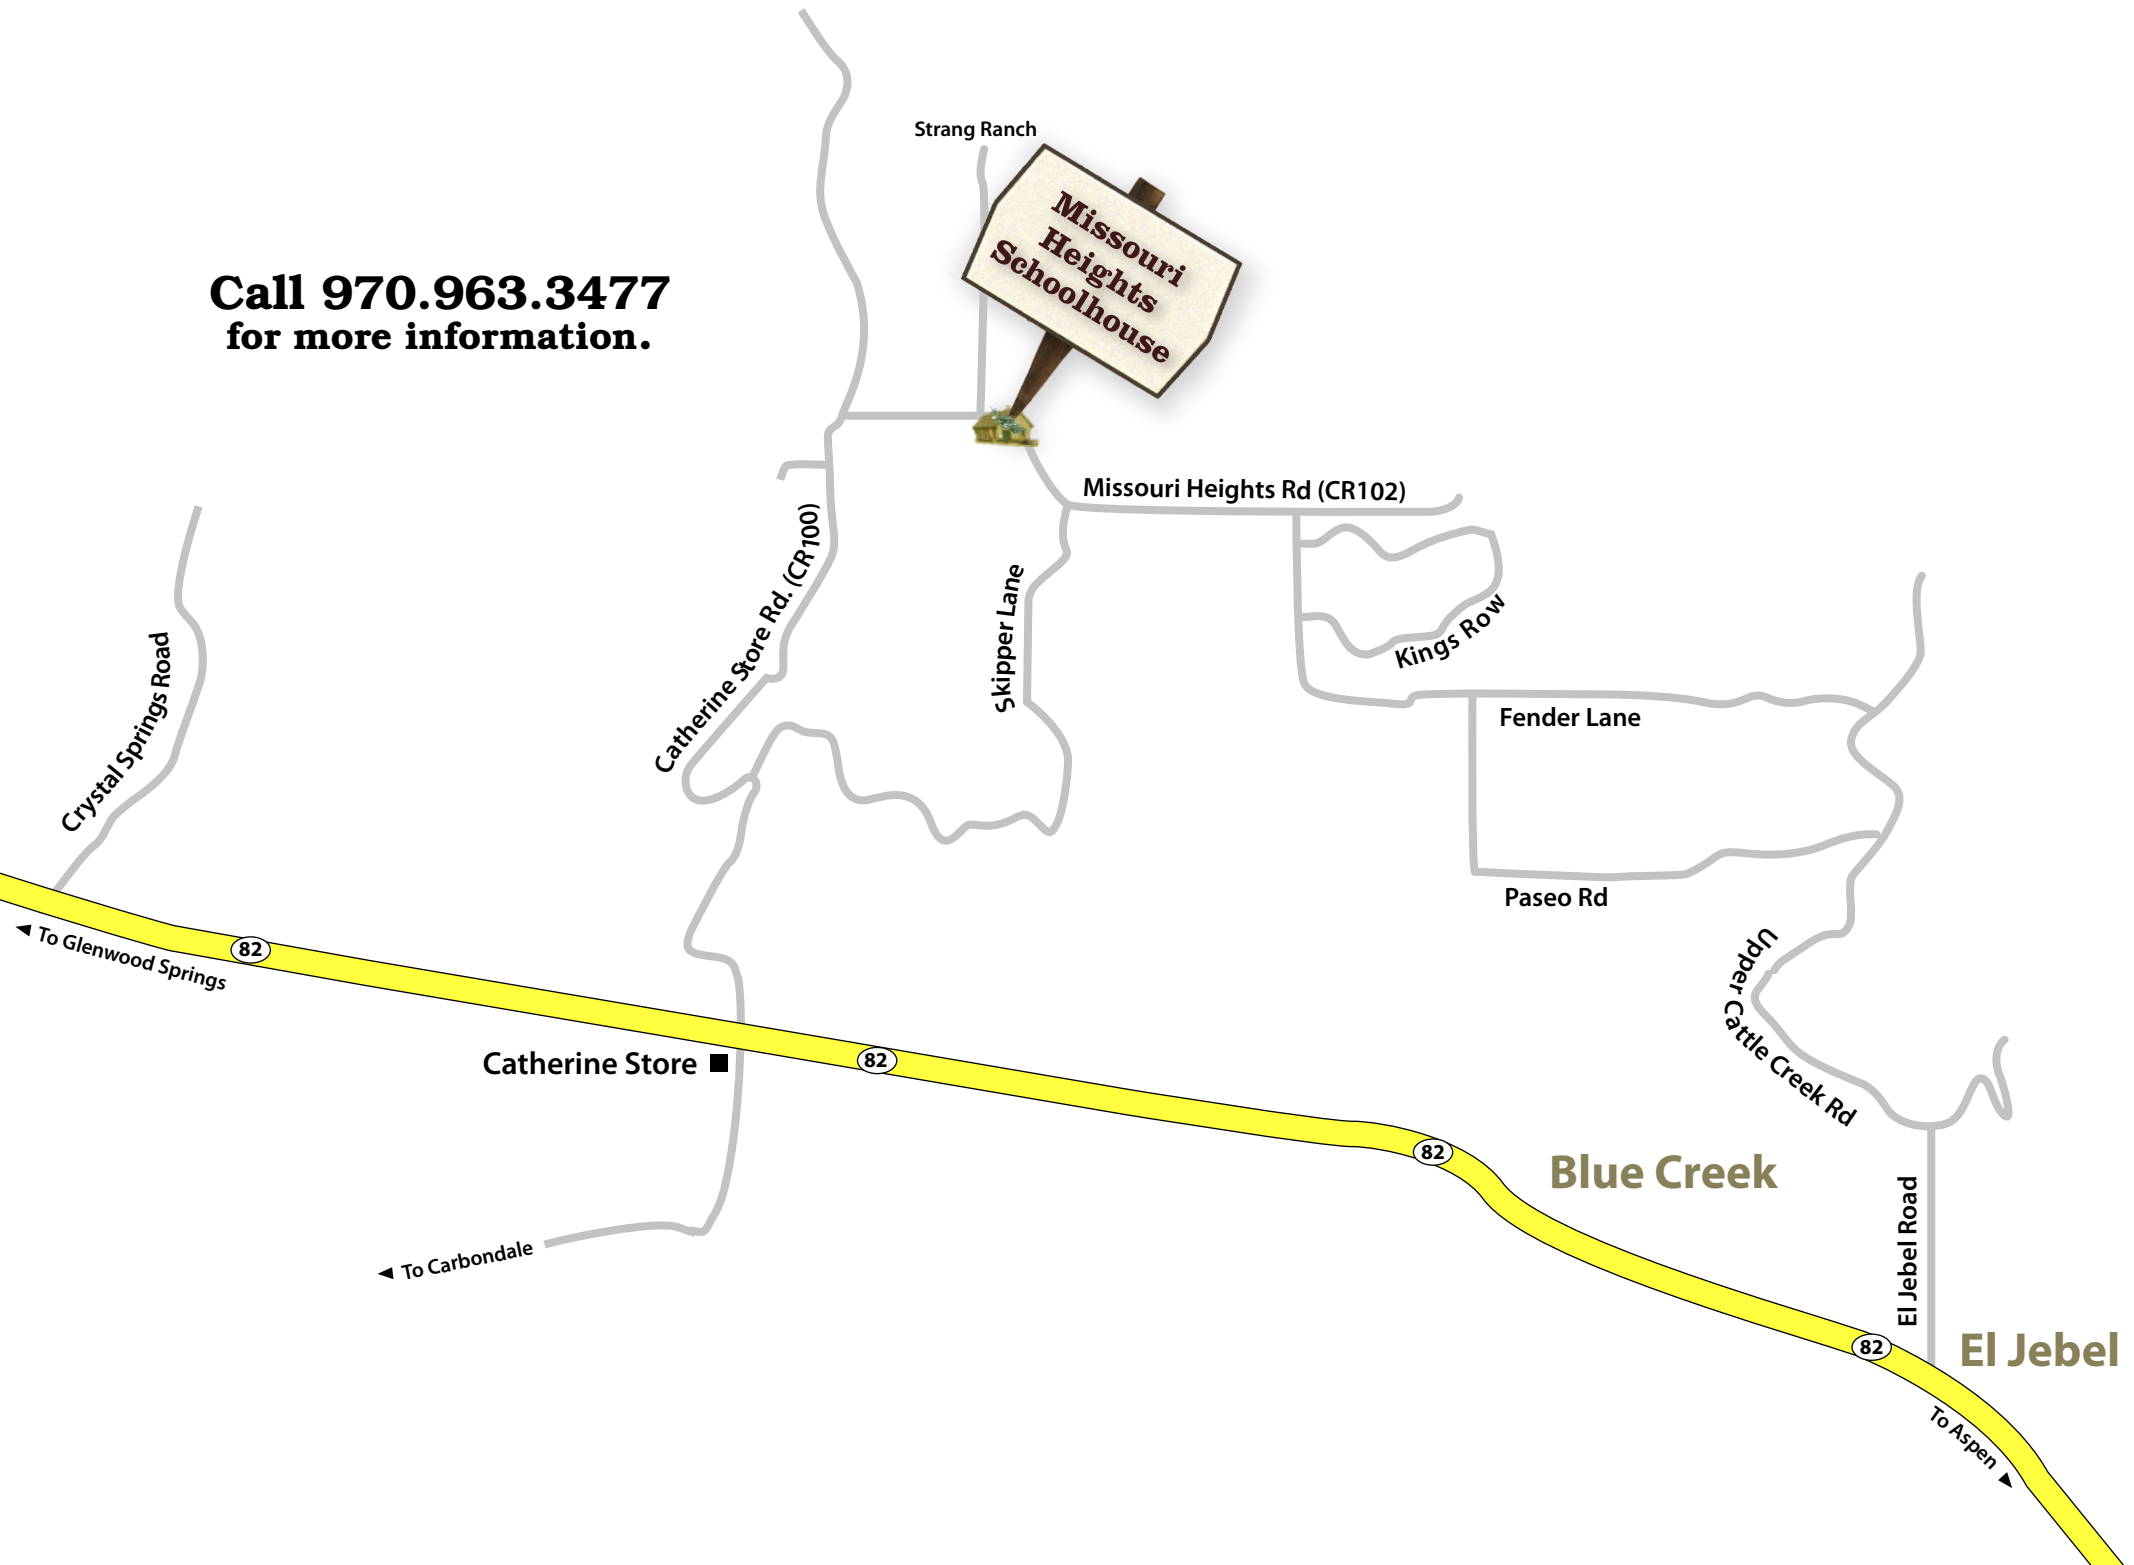 Strang Ranch
Missouri
Heights
Schoolhouse
Call 970.963.3477
for more information.
Missouri Heights Rd (CR102)
Catherine Store Rd. (CR100)
Skipper Lane
Kings Row
Crystal Springs Road
Fender Lane
Paseo Rd
Upper Cattle Creek Rd
To Glenwood Springs
82
Catherine Store
82
82
Blue Creek
To Carbondale
El Jebel Road
82
El Jebel
To Aspen